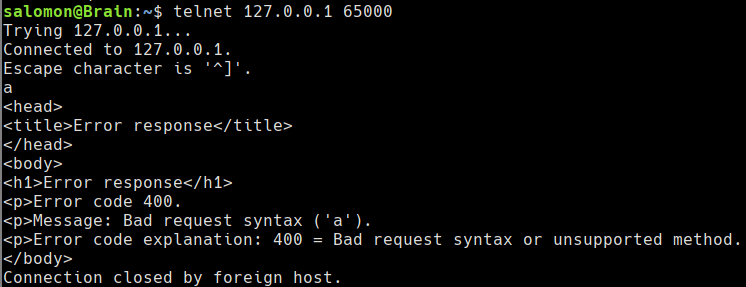 salomon@Brain:~$ telnet 127.0.0.1 65000
Trying 127.0.0.1...
Connected to 127.0.0.1.
Escape character is '^]'.
a
<head>
<title>Error response</title>
</head>
<body>
<h1>Error response</h1>
<p>Error code 400.
<p>Message: Bad request syntax ('a').
<p>Error code explanation: 400 = Bad request syntax or unsupported method.
</body>
Connection closed by foreign host.